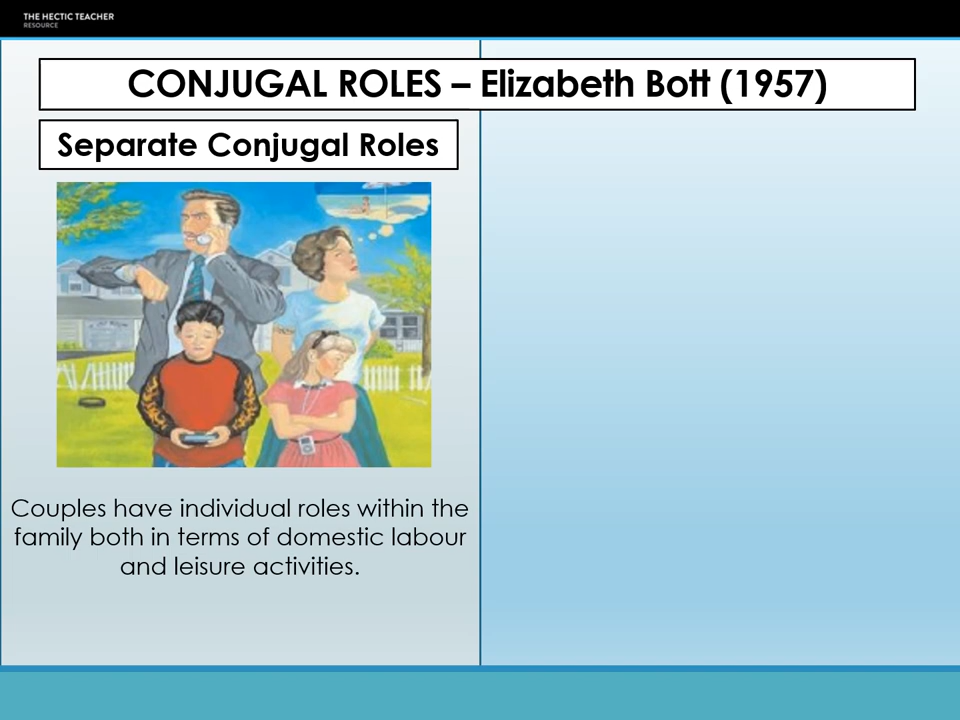 THE HECTIC TEACHER
RESOURCE
CONJUGAL ROLES – Elizabeth Bott (1957)
Separate Conjugal Roles
Couples have individual roles within the
family both in terms of domestic labour
and leisure activities.